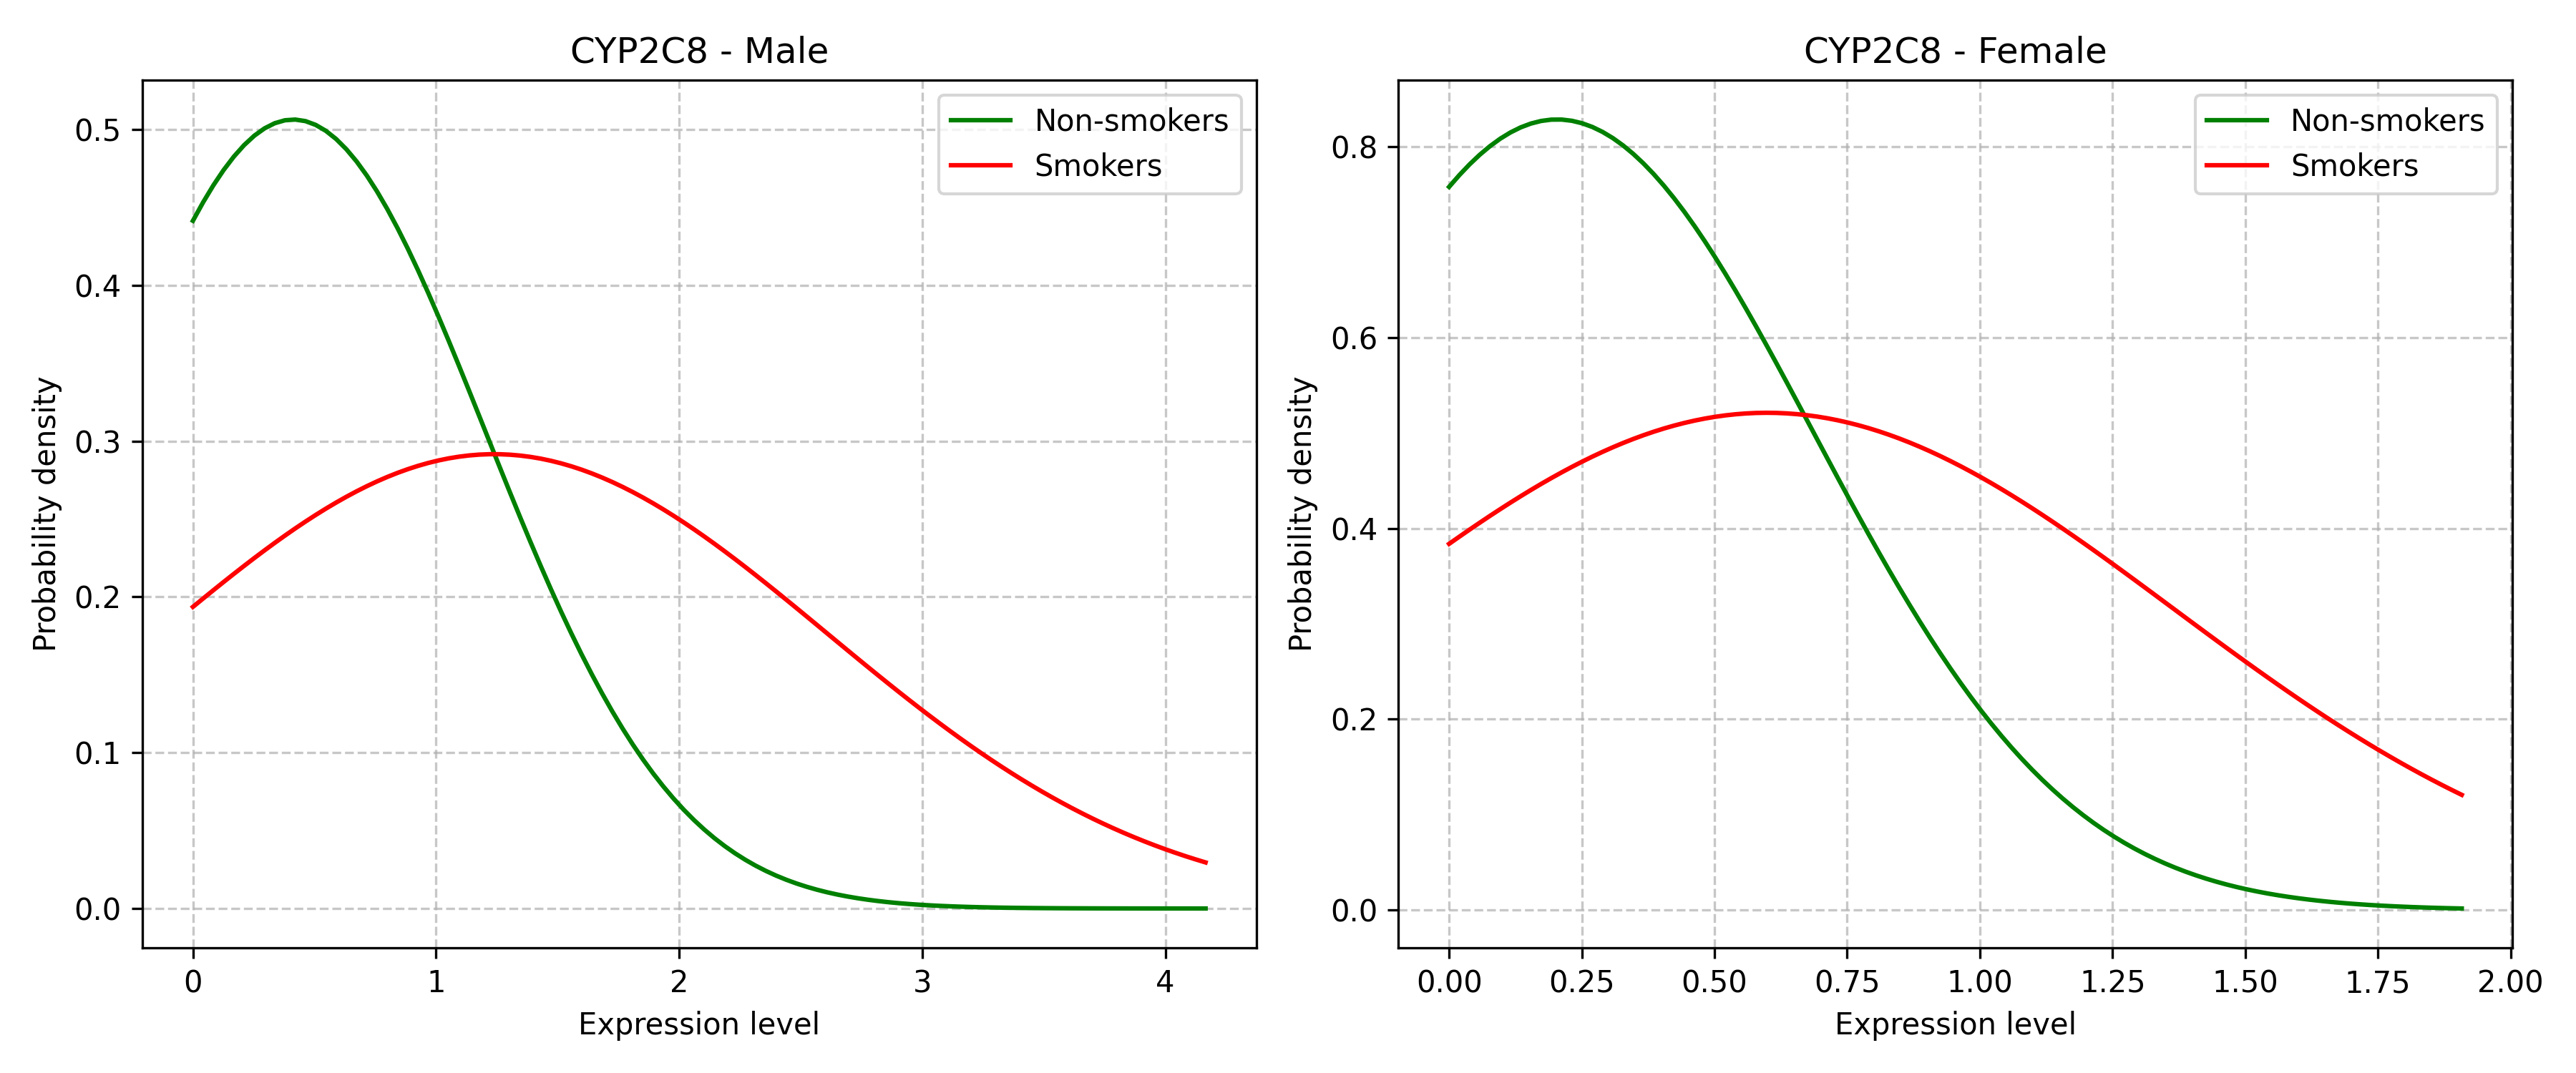 CYP2C8 - Male
Non-smokers
Smokers
Probability density
0.5
0.4
0.3
0.2
0.1
0.0
0 1 2 3 4
Expression level
CYP2C8 - Female
Non-smokers
Smokers
Probability density
0.8
0.6
0.4
0.2
0.0
0.00 0.25 0.50 0.75 1.00 1.25 1.50 1.75 2.00
Expression level